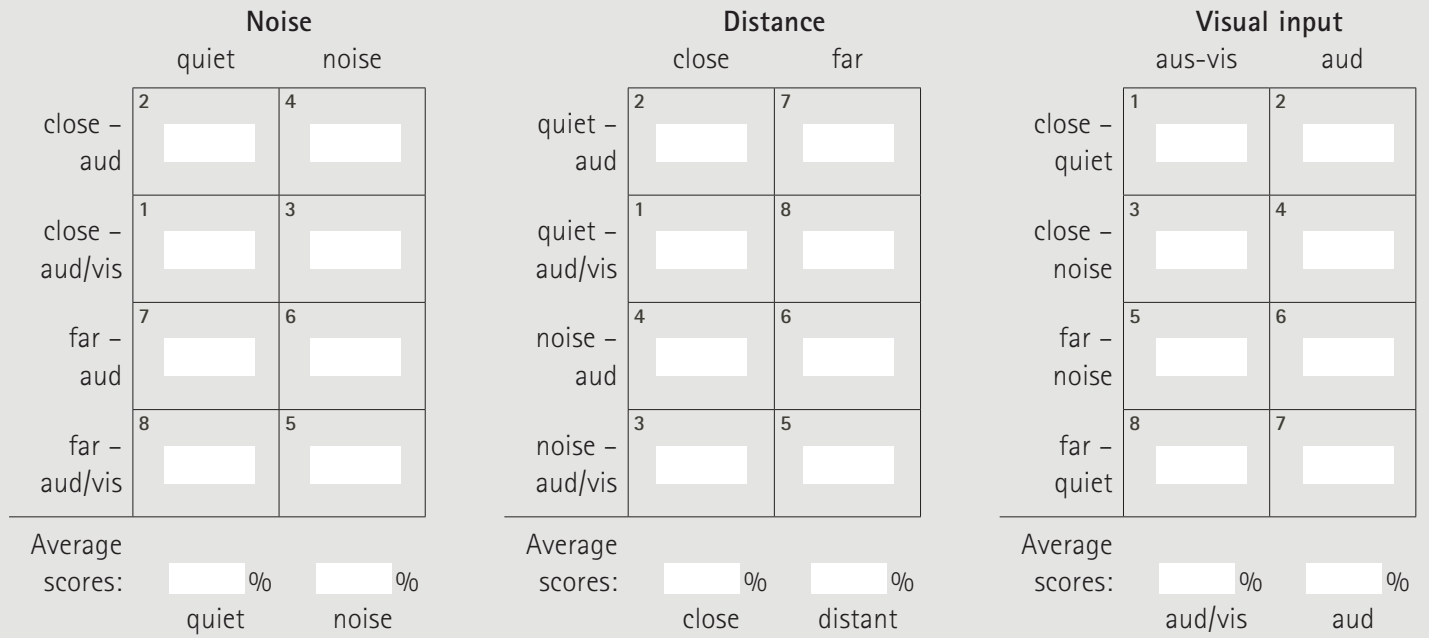 Noise Distance Visual input
quiet noise close far aus-vis aud
2 4 2 7 1 2
close – quiet – close –
aud aud quiet
1 3 1 8 3 4
close – quiet – close –
aud/vis aud/vis noise
7 6 4 6 5 6
far – noise – far –
aud aud noise
8 5 3 5 8 7
far – noise – far –
aud/vis aud/vis quiet
Average Average Average
scores: % % scores: % % scores: % %
quiet noise close distant aud/vis aud